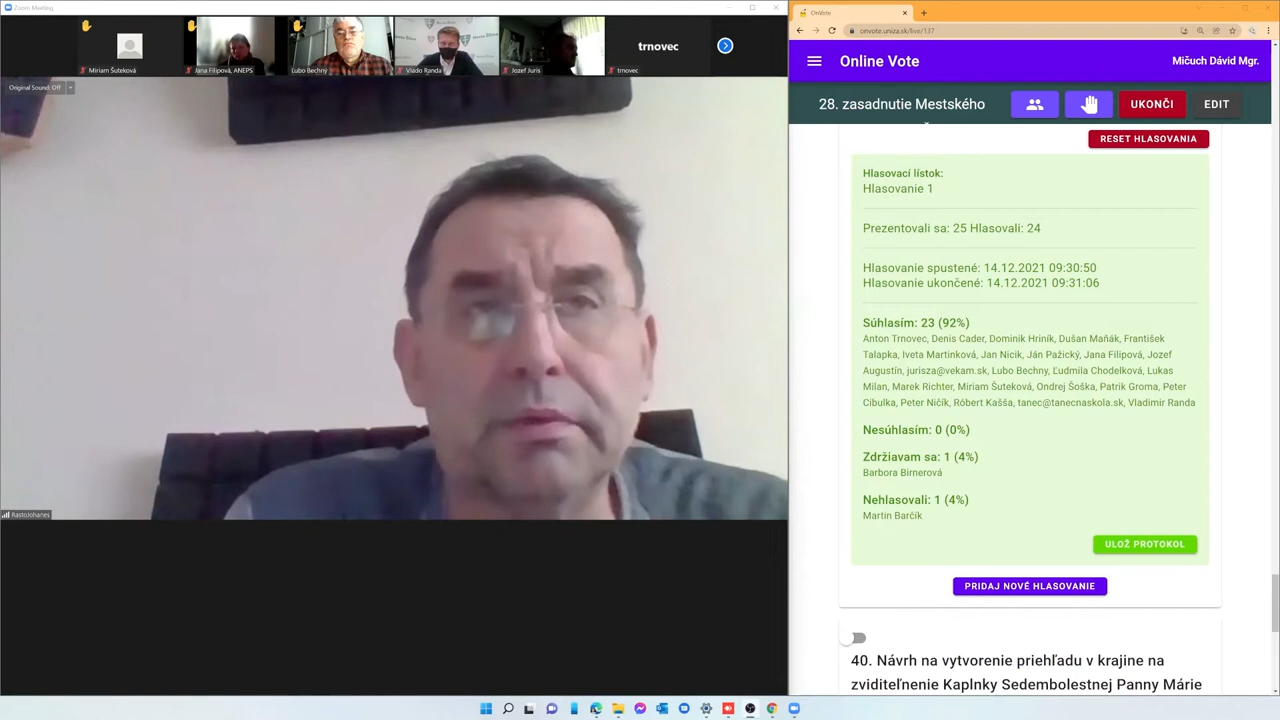 Zoom Meeting
Miriam Šuteková
Jana Filipová, ANEPS
Ľubo Bechný
Vlado Randa
Jozef Juris
trnovec
trnovec
Original Sound: Off
RastoJohanes
OnVote
onvote.uniza.sk/live/137
Online Vote
Mičuch Dávid Mgr.
28. zasadnutie Mestského
UKONČI
EDIT
RESET HLASOVANIA
Hlasovací lístok:
Hlasovanie 1
Prezentovali sa: 25 Hlasovali: 24
Hlasovanie spustené: 14.12.2021 09:30:50
Hlasovanie ukončené: 14.12.2021 09:31:06
Súhlasím: 23 (92%)
Anton Trnovec, Denis Cader, Dominik Hriník, Dušan Maňák, František
Talapka, Iveta Martinková, Jan Nicik, Ján Pažický, Jana Filipová, Jozef
Augustín, jurisza@vekam.sk, Lubo Bechny, Ľudmila Chodelková, Lukas
Milan, Marek Richter, Miriam Šuteková, Ondrej Šoška, Patrik Groma, Peter
Cibulka, Peter Ničík, Róbert Kašša, tanec@tanecnaskola.sk, Vladimir Randa
Nesúhlasím: 0 (0%)
Zdržiavam sa: 1 (4%)
Barbora Birnerová
Nehlasovali: 1 (4%)
Martin Barčík
ULOŽ PROTOKOL
PRIDAJ NOVÉ HLASOVANIE
40. Návrh na vytvorenie priehľadu v krajine na
zviditeľnenie Kaplnky Sedembolestnej Panny Márie